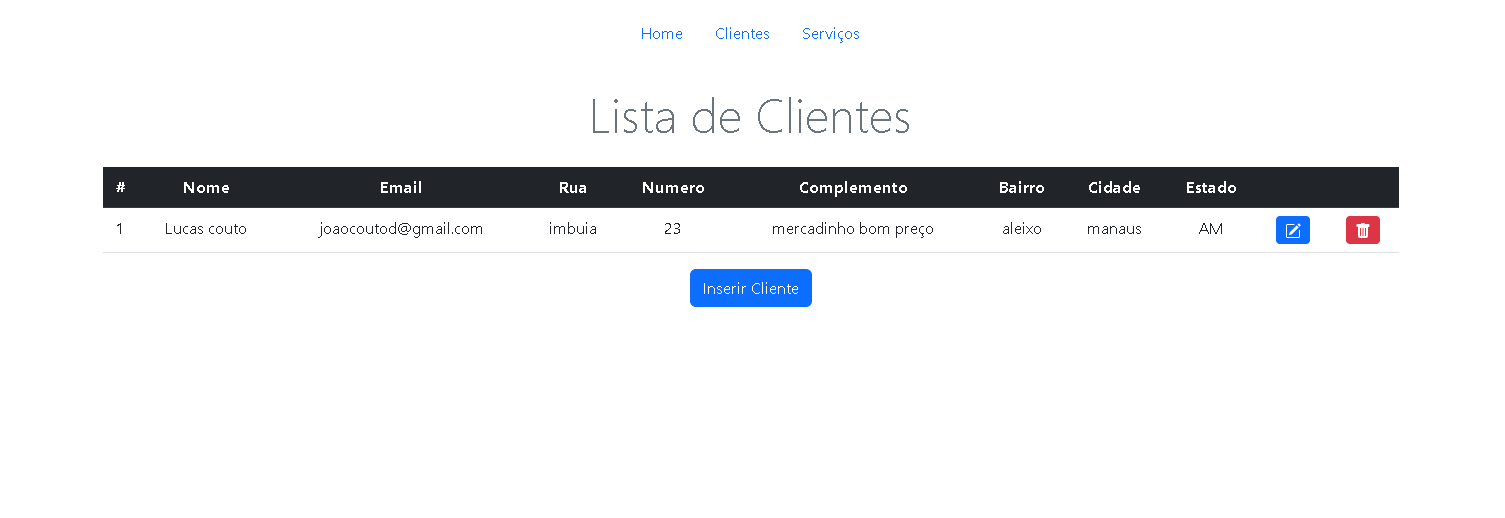 Home Clientes Serviços
Lista de Clientes
# Nome Email Rua Numero Complemento Bairro Cidade Estado
1 Lucas couto joaocoutod@gmail.com imbuia 23 mercadinho bom preço aleixo manaus AM
Inserir Cliente